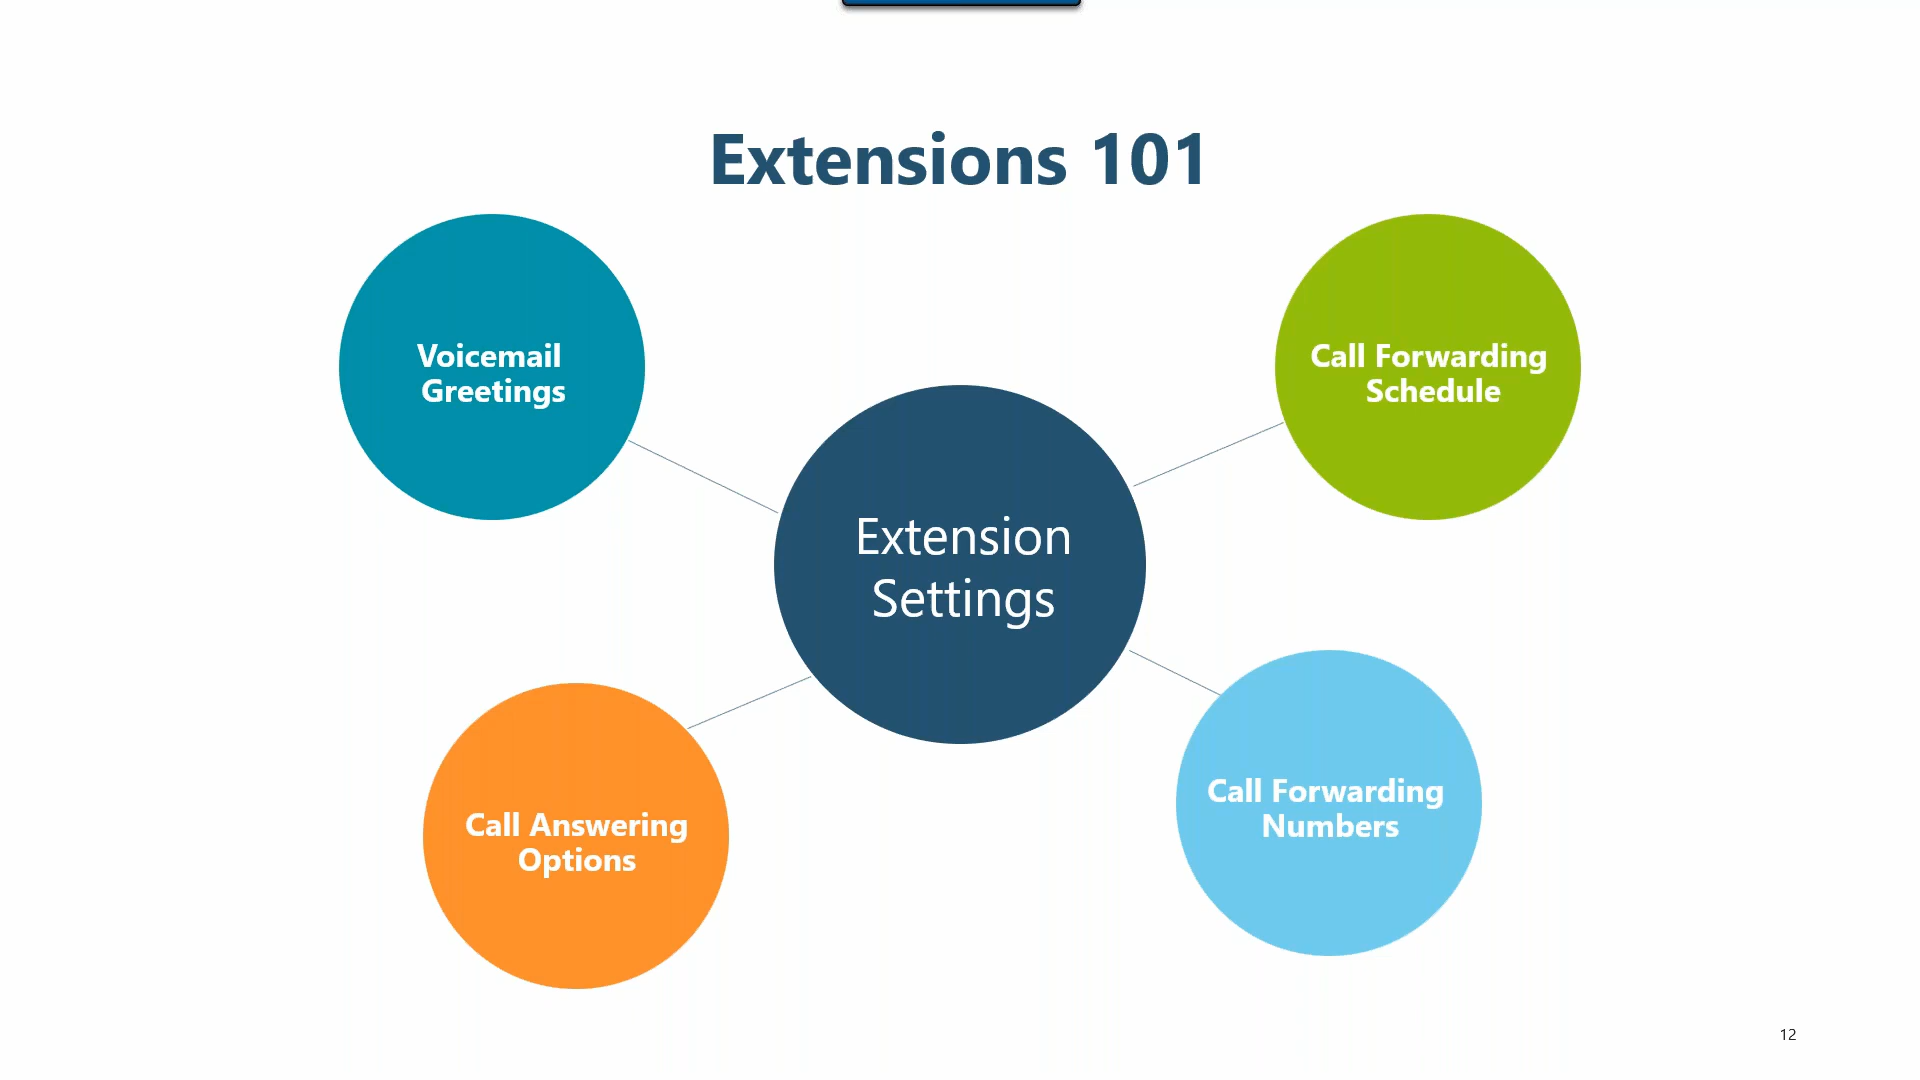 Extensions 101
Voicemail
Greetings
Call Forwarding
Schedule
Extension
Settings
Call Answering
Options
Call Forwarding
Numbers
12